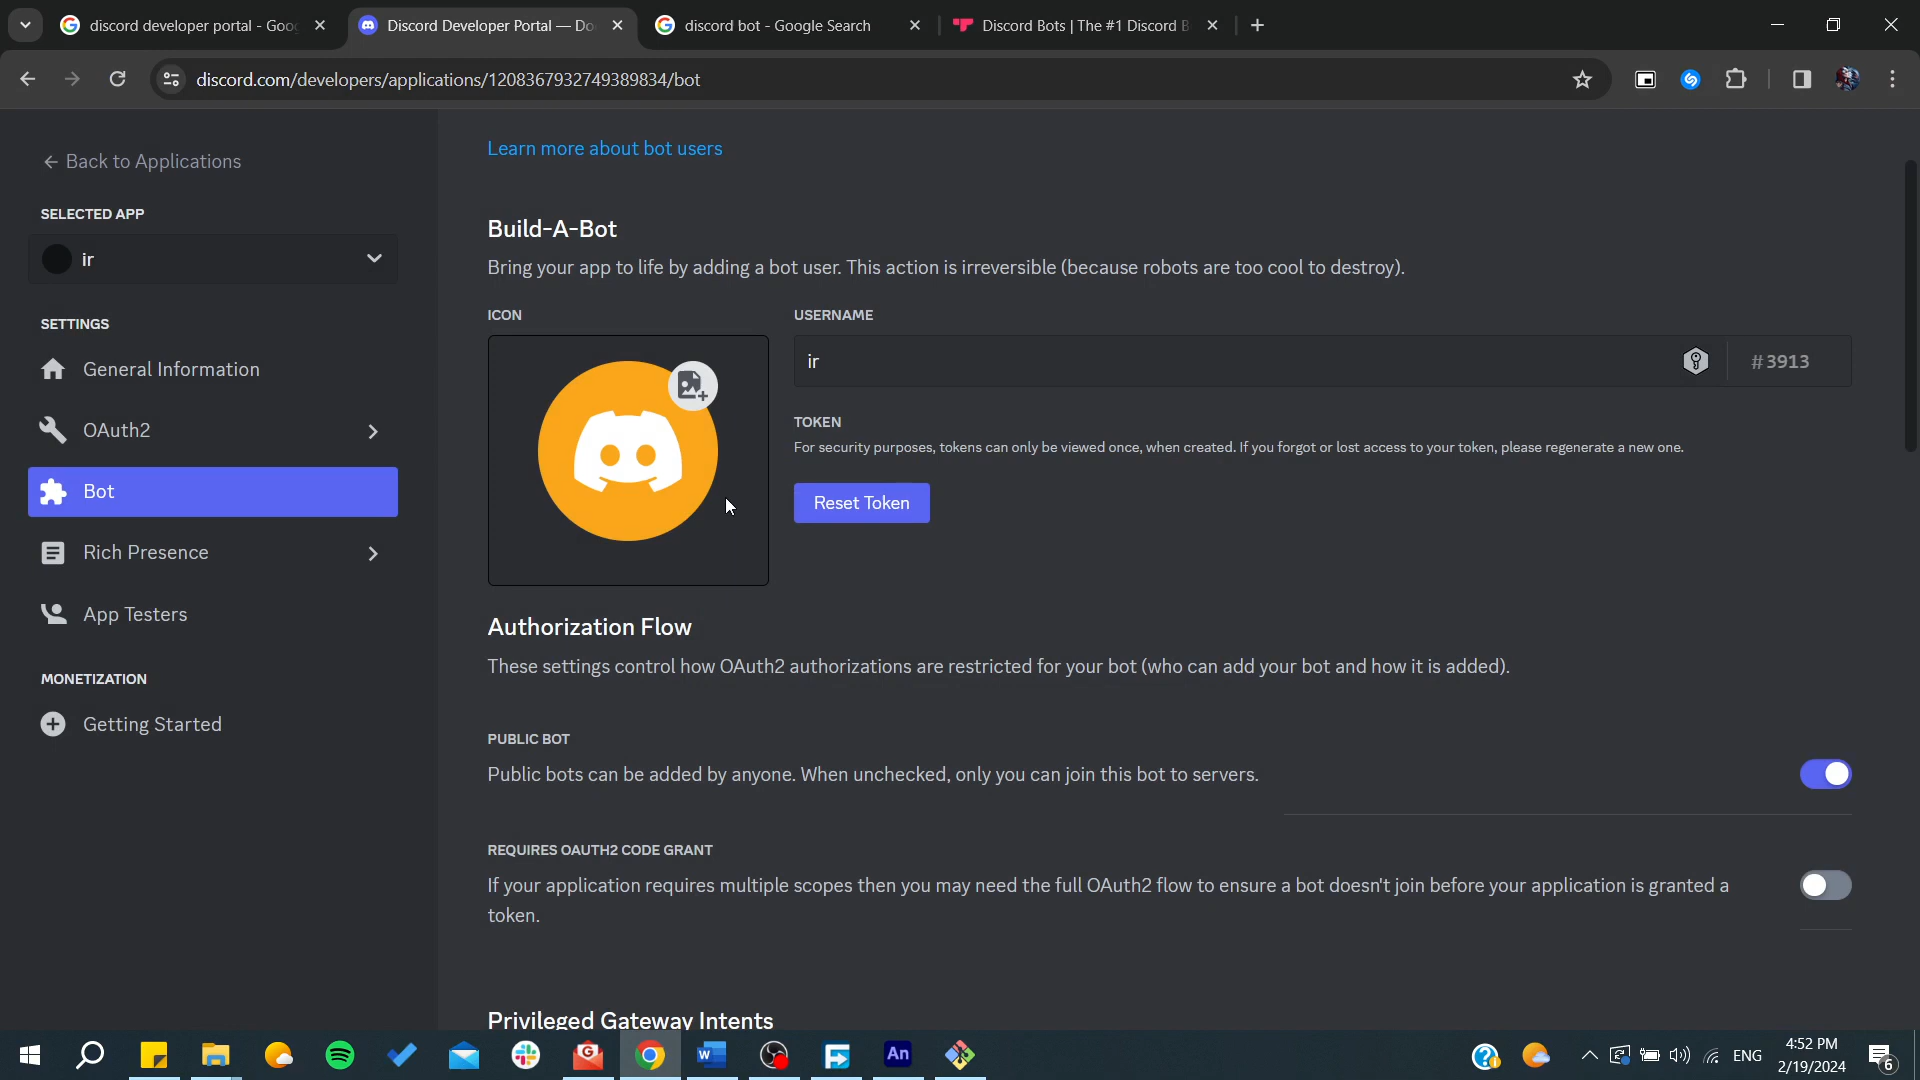 discord developer portal - Goo
Discord Developer Portal — Do
discord bot - Google Search
Discord Bots | The #1 Discord B
discord.com/developers/applications/1208367932749389834/bot
Back to Applications
SELECTED APP
ir
SETTINGS
General Information
OAuth2
Bot
Rich Presence
App Testers
MONETIZATION
Getting Started
Learn more about bot users
Build-A-Bot
Bring your app to life by adding a bot user. This action is irreversible (because robots are too cool to destroy).
ICON
USERNAME
ir
#3913
TOKEN
For security purposes, tokens can only be viewed once, when created. If you forgot or lost access to your token, please regenerate a new one.
Reset Token
Authorization Flow
These settings control how OAuth2 authorizations are restricted for your bot (who can add your bot and how it is added).
PUBLIC BOT
Public bots can be added by anyone. When unchecked, only you can join this bot to servers.
REQUIRES OAUTH2 CODE GRANT
If your application requires multiple scopes then you may need the full OAuth2 flow to ensure a bot doesn't join before your application is granted a
token.
Privileged Gateway Intents
An
ENG
4:52 PM
2/19/2024
6